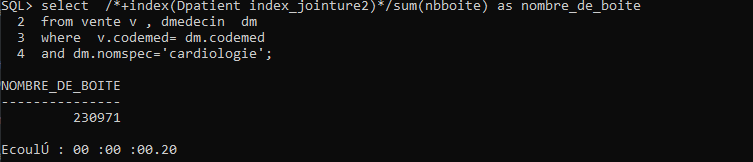 SQL> select  /*+index(Dpatient index_jointure2)*/sum(nbboite) as nombre_de_boite
  2  from vente v , dmedecin  dm
  3  where  v.codemed= dm.codemed
  4  and dm.nomspec='cardiologie';
NOMBRE_DE_BOITE
---------------
         230971
EcoulÚ : 00 :00 :00.20